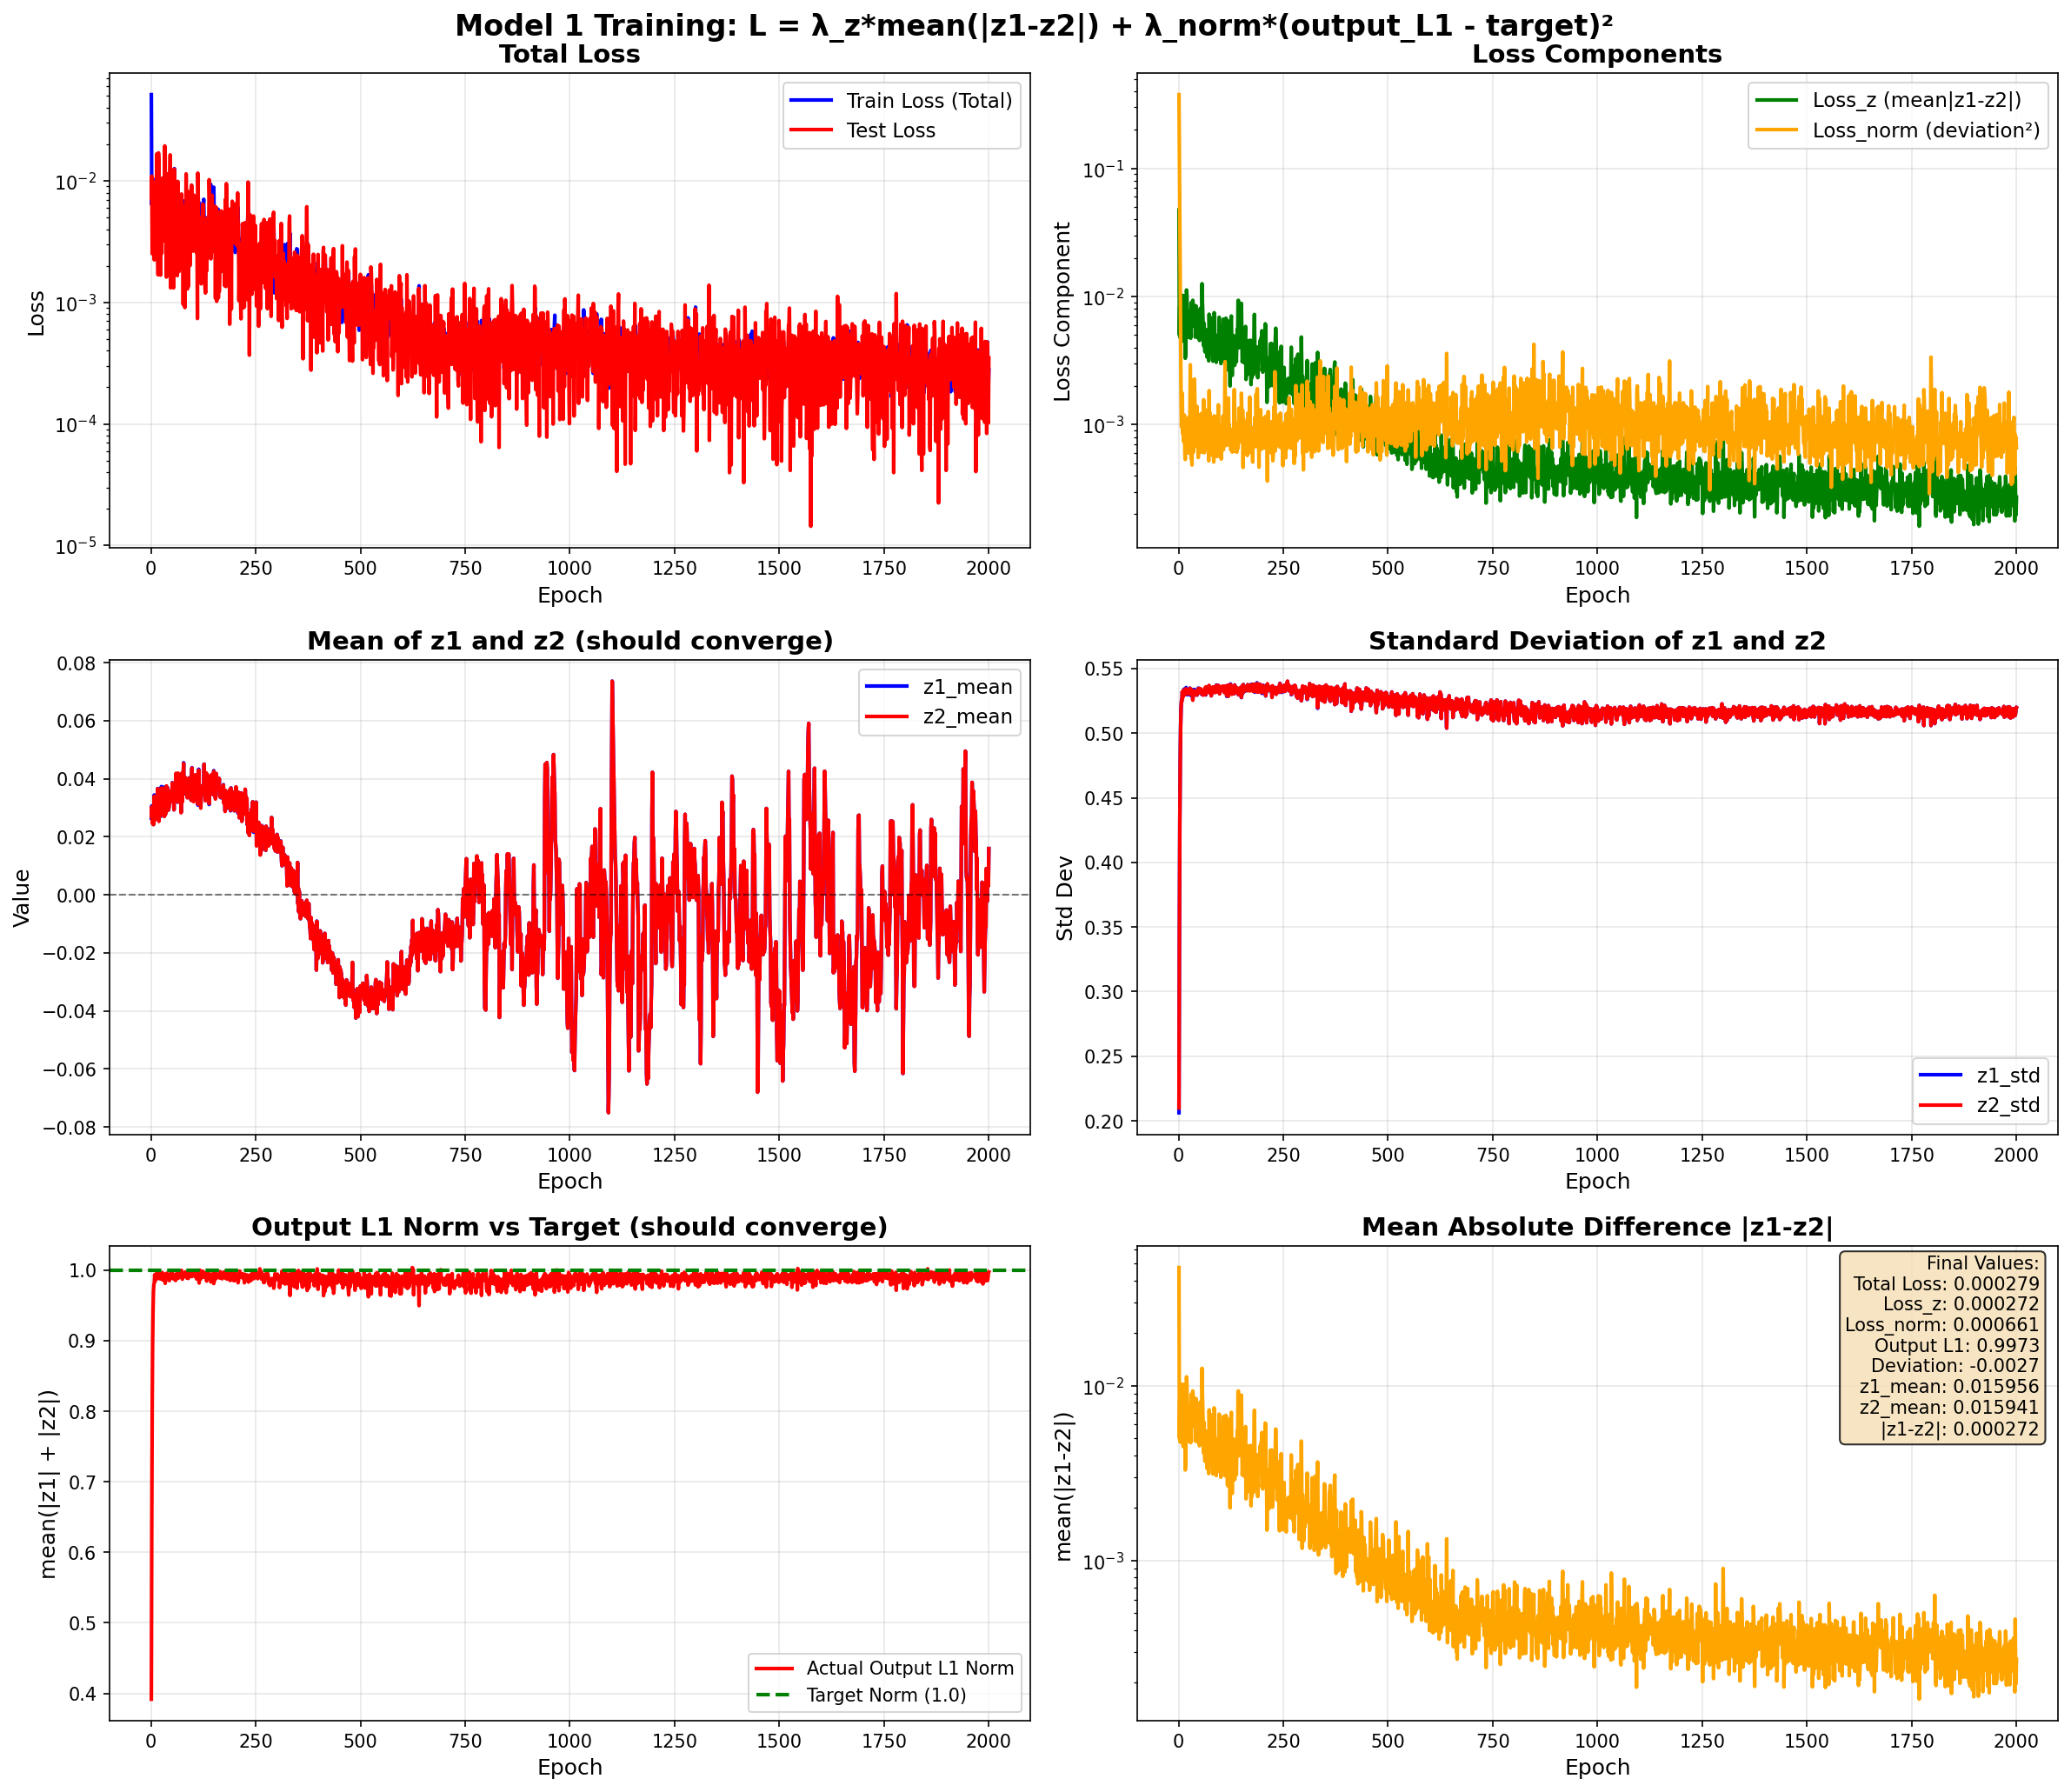 Model 1 Training: L = λ_z*mean(|z1-z2|) + λ_norm*(output_L1 - target)²
Total Loss
Loss
10⁻²
10⁻³
10⁻⁴
10⁻⁵
Train Loss (Total)
Test Loss
0 250 500 750 1000 1250 1500 1750 2000
Epoch
Loss Components
Loss Component
10⁻¹
10⁻²
10⁻³
Loss_z (mean|z1-z2|)
Loss_norm (deviation²)
0 250 500 750 1000 1250 1500 1750 2000
Epoch
Mean of z1 and z2 (should converge)
Value
0.08
0.06
0.04
0.02
0.00
−0.02
−0.04
−0.06
−0.08
z1_mean
z2_mean
0 250 500 750 1000 1250 1500 1750 2000
Epoch
Standard Deviation of z1 and z2
Std Dev
0.55
0.50
0.45
0.40
0.35
0.30
0.25
0.20
z1_std
z2_std
0 250 500 750 1000 1250 1500 1750 2000
Epoch
Output L1 Norm vs Target (should converge)
mean(|z1| + |z2|)
1.0
0.9
0.8
0.7
0.6
0.5
0.4
Actual Output L1 Norm
Target Norm (1.0)
0 250 500 750 1000 1250 1500 1750 2000
Epoch
Mean Absolute Difference |z1-z2|
mean(|z1-z2|)
10⁻²
10⁻³
Final Values:
Total Loss: 0.000279
Loss_z: 0.000272
Loss_norm: 0.000661
Output L1: 0.9973
Deviation: -0.0027
z1_mean: 0.015956
z2_mean: 0.015941
|z1-z2|: 0.000272
0 250 500 750 1000 1250 1500 1750 2000
Epoch